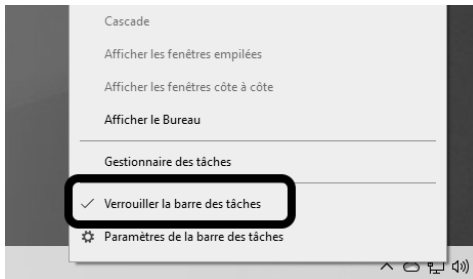 Cascade
Afficher les fenêtres empilées
Afficher les fenêtres côte à côte
Afficher le Bureau
Gestionnaire des tâches
Verrouiller la barre des tâches
Paramètres de la barre des tâches